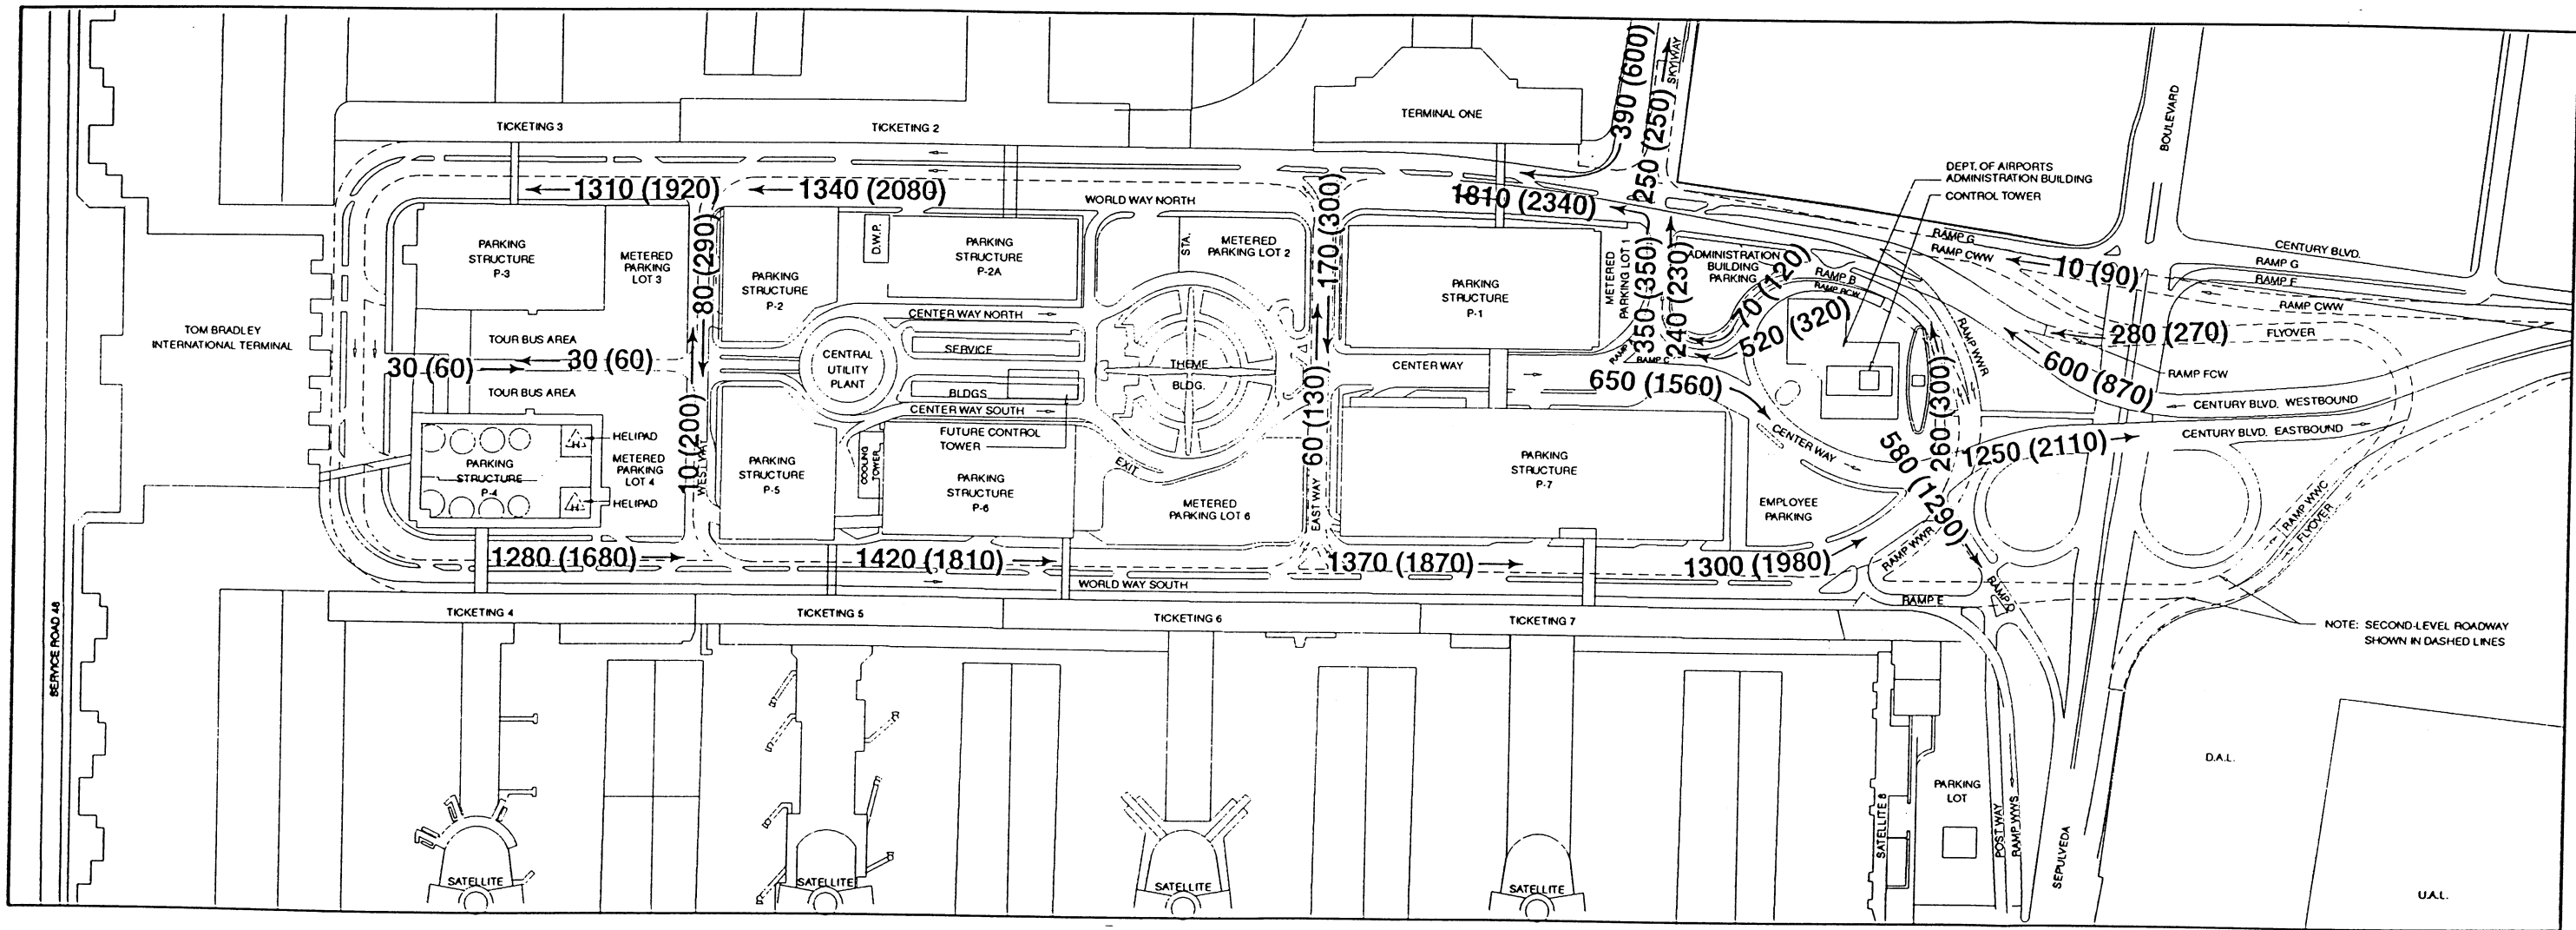 390 (600)
250 (250)
SKYWAY
BOULEVARD
TERMINAL ONE
TICKETING 3
TICKETING 2
DEPT. OF AIRPORTS
ADMINISTRATION BUILDING
CONTROL TOWER
1310 (1920)
1340 (2080)
WORLD WAY NORTH
1810 (2340)
PARKING
STRUCTURE
P-3
METERED
PARKING
LOT 3
80 (290)
PARKING
STRUCTURE
P-2
D.W.P.
PARKING
STRUCTURE
P-2A
STA.
METERED
PARKING LOT 2
170 (300)
PARKING
STRUCTURE
P-1
METERED
PARKING LOT 1
350 (350)
240 (230)
ADMINISTRATION
BUILDING
PARKING
70 (120)
520 (320)
RAMP B
RAMP G
RAMP CWW
10 (90)
CENTURY BLVD.
RAMP G
RAMP F
RAMP CWW
FLYOVER
280 (270)
RAMP FCW
600 (870)
RAMP WWR
CENTURY BLVD. WESTBOUND
CENTURY BLVD. EASTBOUND
TOM BRADLEY
INTERNATIONAL TERMINAL
TOUR BUS AREA
30 (60)
30 (60)
TOUR BUS AREA
CENTER WAY NORTH
SERVICE
CENTRAL
UTILITY
PLANT
BLDGS
CENTER WAY SOUTH
FUTURE CONTROL
TOWER
THEME
BLDG.
CENTER WAY
RAMP C
650 (1560)
CENTER WAY
260 (300)
580 (1290)
1250 (2110)
HELIPAD
METERED
PARKING
LOT 4
HELIPAD
PARKING
STRUCTURE
P-4
10 (200)
WEST WAY
PARKING
STRUCTURE
P-5
COOLING
TOWER
PARKING
STRUCTURE
P-6
EXIT
METERED
PARKING LOT 6
60 (130)
EAST WAY
PARKING
STRUCTURE
P-7
EMPLOYEE
PARKING
RAMP WWR
RAMP WWC
FLYOVER
1280 (1680)
1420 (1810)
1370 (1870)
1300 (1980)
WORLD WAY SOUTH
RAMP E
RAMP D
TICKETING 4
TICKETING 5
TICKETING 6
TICKETING 7
NOTE: SECOND-LEVEL ROADWAY
SHOWN IN DASHED LINES
SERVICE ROAD 48
SATELLITE
SATELLITE
SATELLITE
SATELLITE
SATELLITE 8
PARKING
LOT
POST WAY
RAMP WWS
SEPULVEDA
D.A.L.
U.A.L.